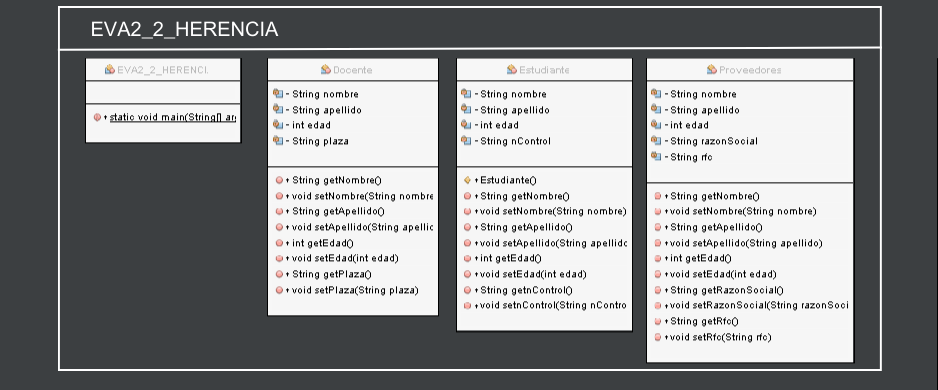 EVA2_2_HERENCIA
EVA2_2_HERENCI.
+ static void main(String[] ar
Docente
- String nombre
- String apellido
- int edad
- String plaza
+ String getNombre()
+ void setNombre(String nombre
+ String getApellido()
+ void setApellido(String apellic
+ int getEdad()
+ void setEdad(int edad)
+ String getPlaza()
+ void setPlaza(String plaza)
Estudiante
- String nombre
- String apellido
- int edad
- String nControl
+ Estudiante()
+ String getNombre()
+ void setNombre(String nombre)
+ String getApellido()
+ void setApellido(String apellido
+ int getEdad()
+ void setEdad(int edad)
+ String getnControl()
+ void setnControl(String nContro
Proveedores
- String nombre
- String apellido
- int edad
- String razonSocial
- String rfc
+ String getNombre()
+ void setNombre(String nombre)
+ String getApellido()
+ void setApellido(String apellido)
+ int getEdad()
+ void setEdad(int edad)
+ String getRazonSocial()
+ void setRazonSocial(String razonSoci
+ String getRfc()
+ void setRfc(String rfc)